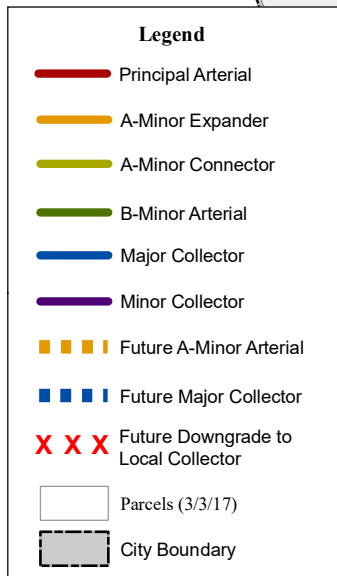 Legend
Principal Arterial
A-Minor Expander
A-Minor Connector
B-Minor Arterial
Major Collector
Minor Collector
Future A-Minor Arterial
Future Major Collector
X X X Future Downgrade to
Local Collector
Parcels (3/3/17)
City Boundary